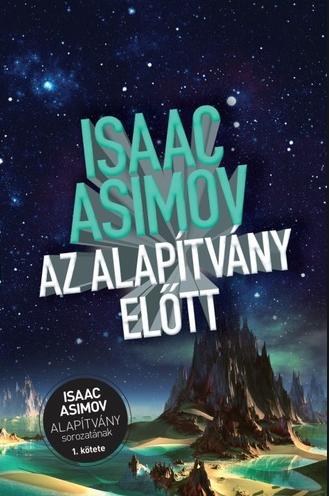 ISAAC
ASIMOV
AZ ALAPÍTVÁNY
ELŐTT
ISAAC
ASIMOV
ALAPÍTVÁNY
sorozatának
1. kötete